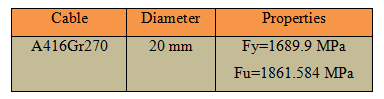 Cable Diameter Properties
A416Gr270 20 mm Fy=1689.9 MPa
Fu=1861.584 MPa